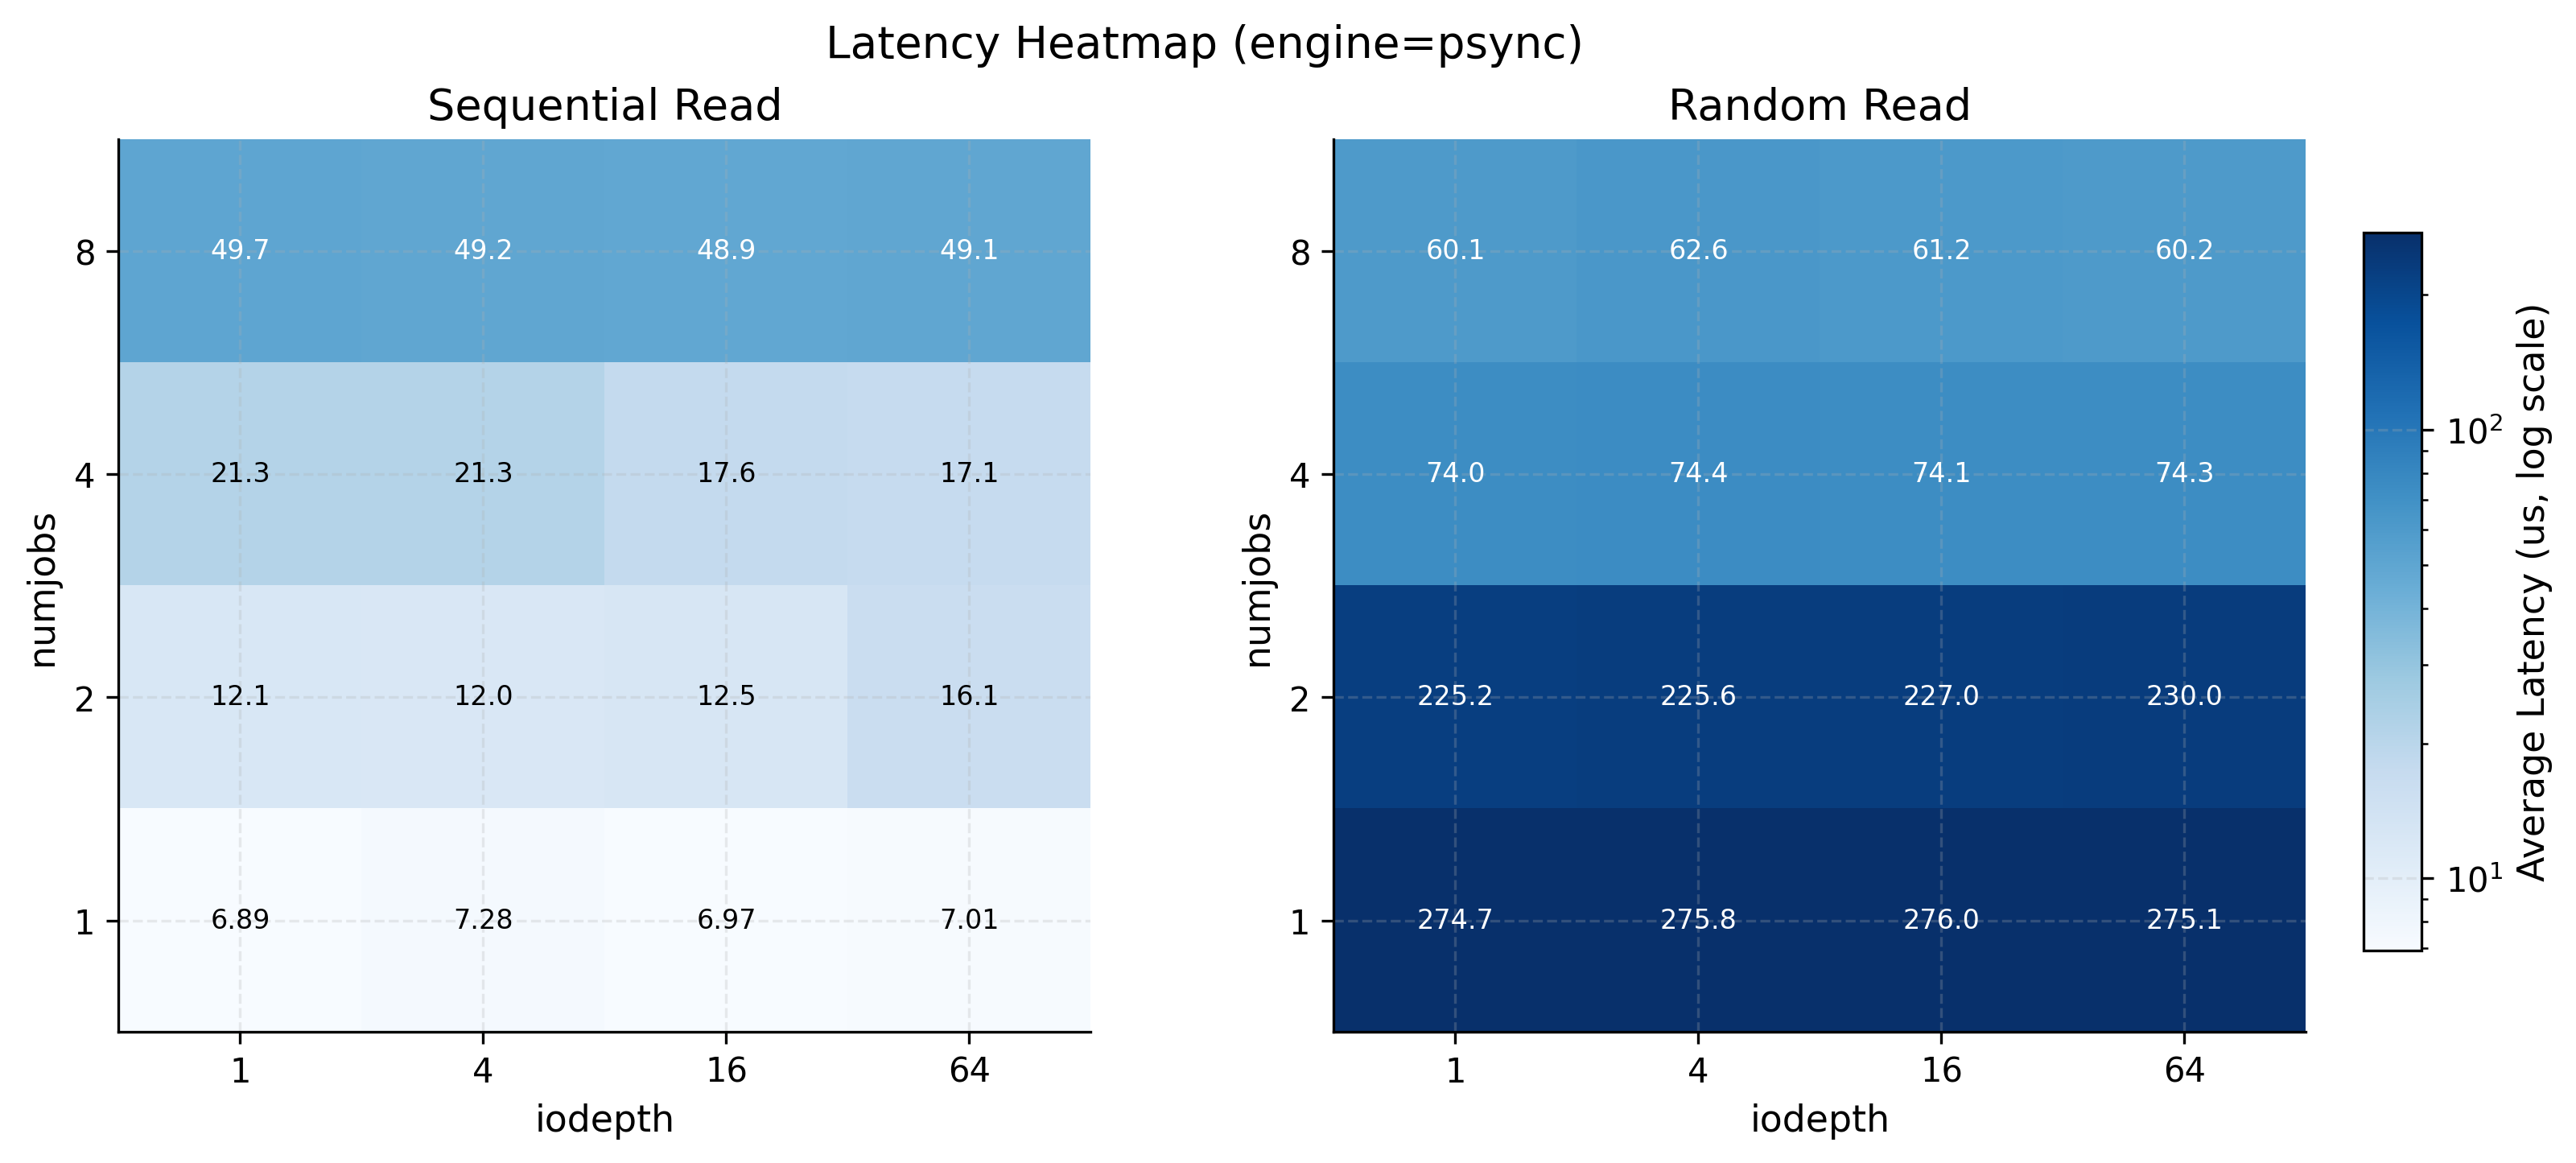 Latency Heatmap (engine=psync)
Sequential Read
numjobs
8
49.7 49.2 48.9 49.1
4
21.3 21.3 17.6 17.1
2
12.1 12.0 12.5 16.1
1
6.89 7.28 6.97 7.01
1 4 16 64
iodepth
Random Read
numjobs
8
60.1 62.6 61.2 60.2
4
74.0 74.4 74.1 74.3
2
225.2 225.6 227.0 230.0
1
274.7 275.8 276.0 275.1
1 4 16 64
iodepth
10²
10¹
Average Latency (us, log scale)